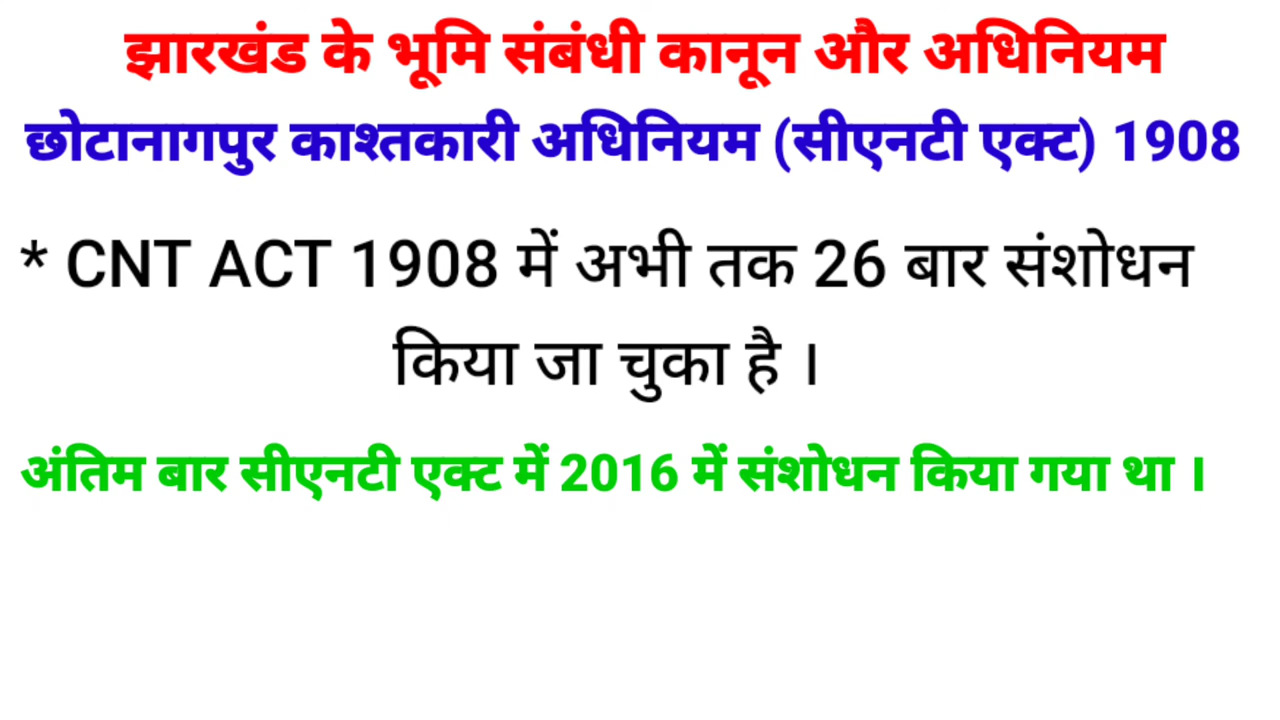 झारखंड के भूमि संबंधी कानून और अधिनियम
छोटानागपुर काश्तकारी अधिनियम (सीएनटी एक्ट) 1908
* CNT ACT 1908 में अभी तक 26 बार संशोधन
किया जा चुका है ।
अंतिम बार सीएनटी एक्ट में 2016 में संशोधन किया गया था ।